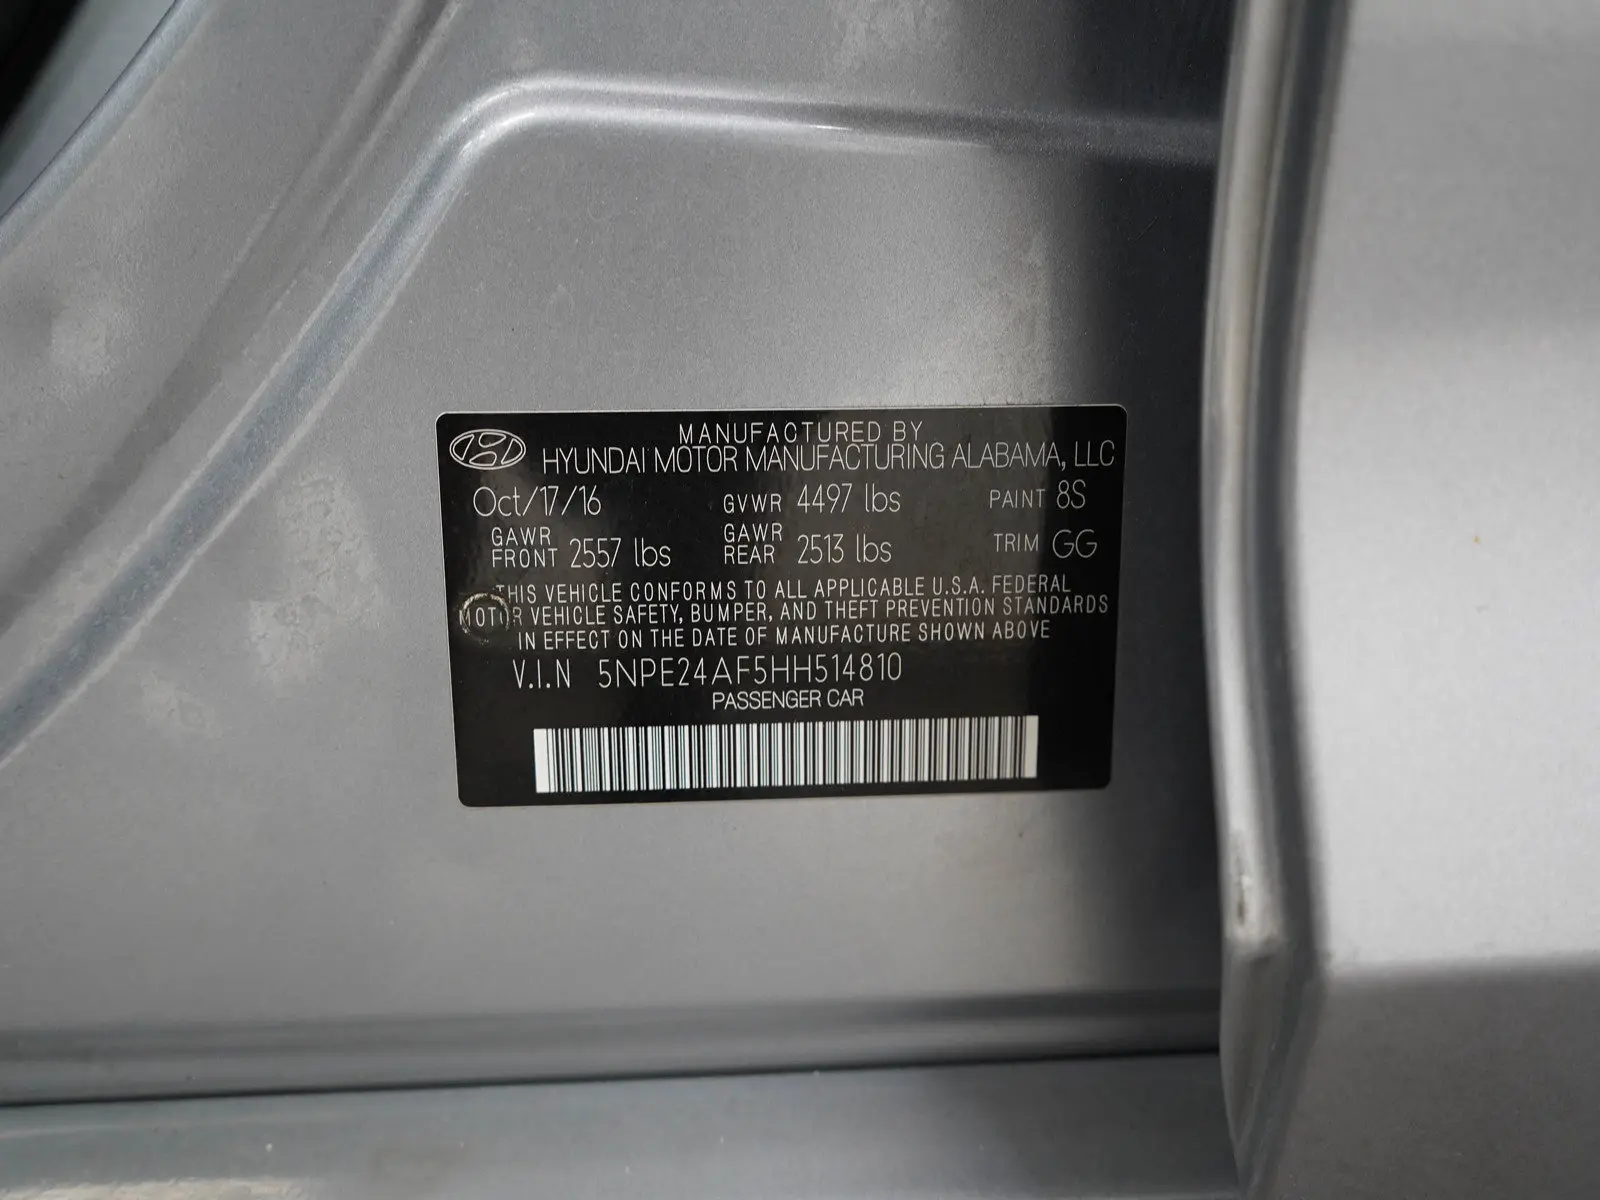 MANUFACTURED BY
HYUNDAI MOTOR MANUFACTURING ALABAMA, LLC
Oct/17/16 GVWR 4497 lbs PAINT 8S
GAWR FRONT 2557 lbs GAWR REAR 2513 lbs TRIM GG
THIS VEHICLE CONFORMS TO ALL APPLICABLE U.S.A. FEDERAL
MOTOR VEHICLE SAFETY, BUMPER, AND THEFT PREVENTION STANDARDS
IN EFFECT ON THE DATE OF MANUFACTURE SHOWN ABOVE
V.I.N 5NPE24AF5HH514810
PASSENGER CAR